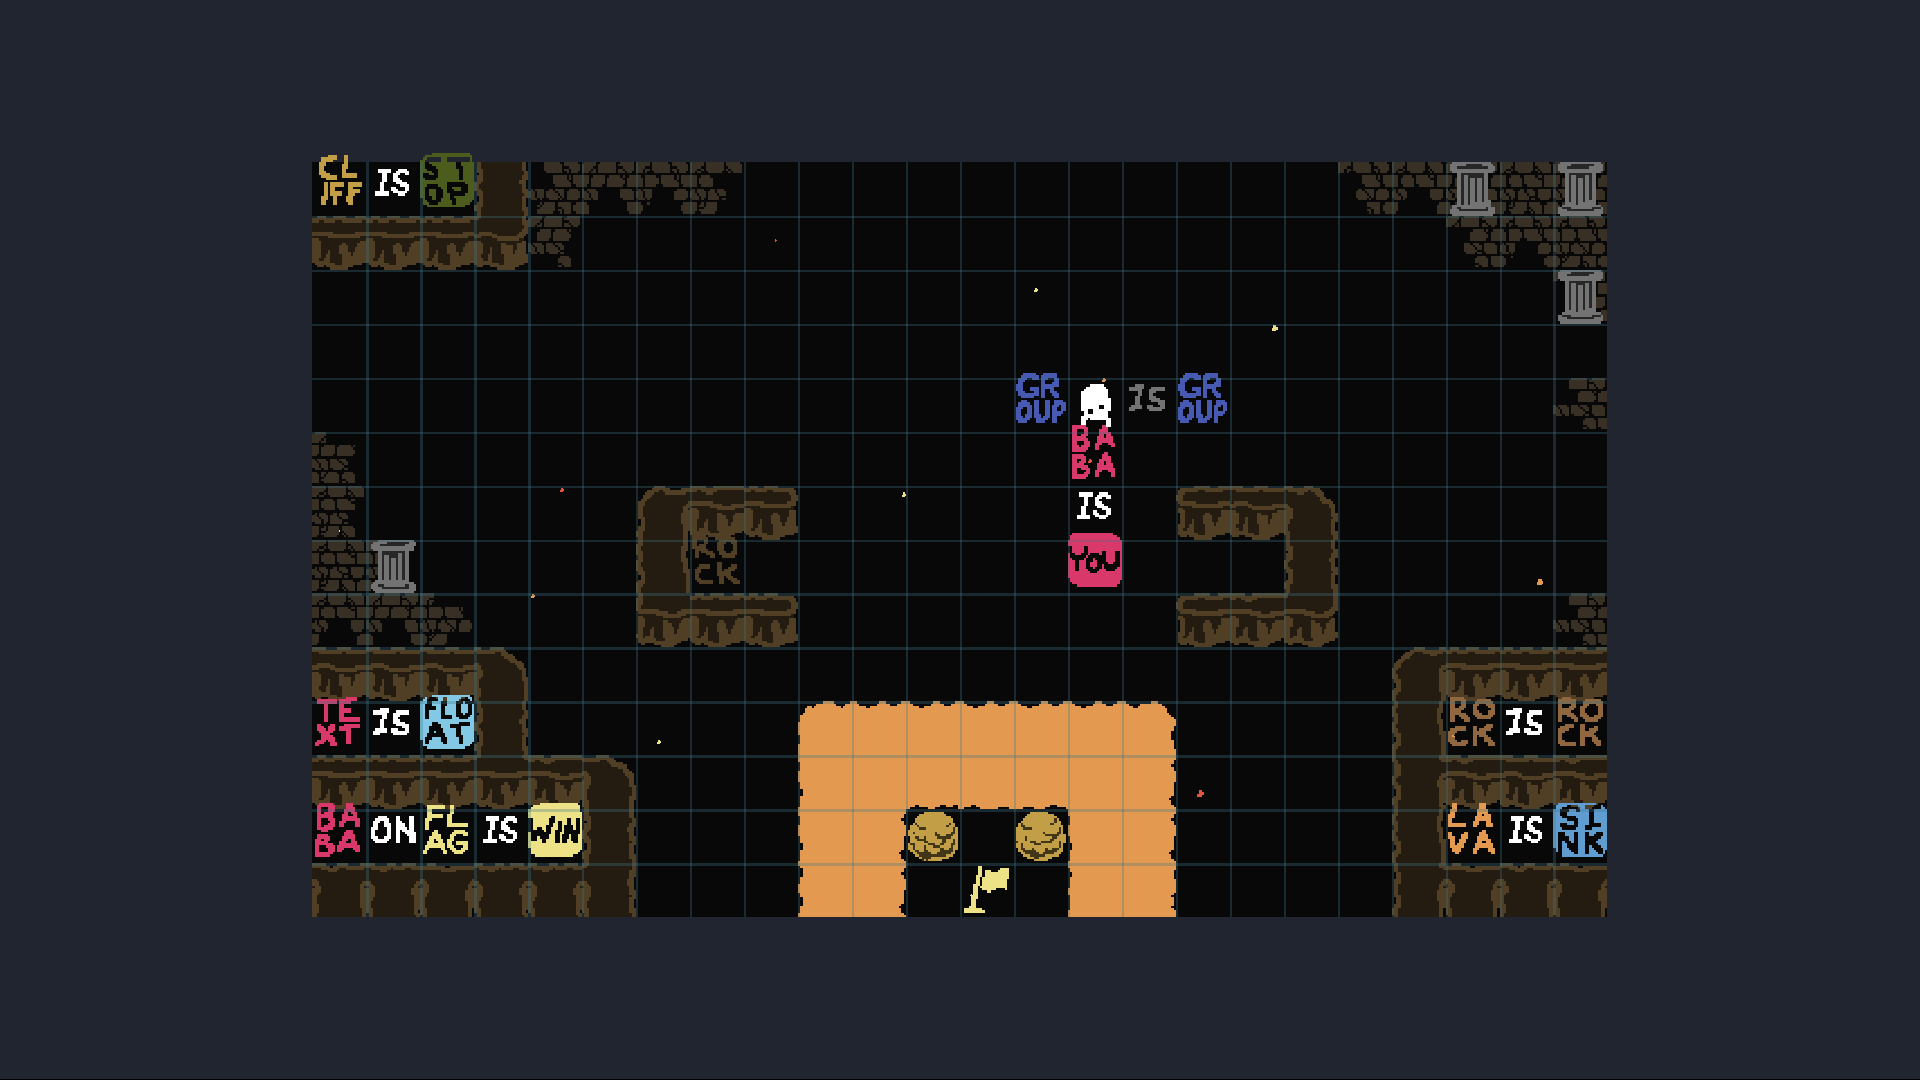 CLIFF IS STOP
GROUP IS GROUP
BABA
IS
YOU
ROCK
TEXT IS FLOAT
ROCK IS ROCK
BABA ON FLAG IS WIN
LAVA IS SINK